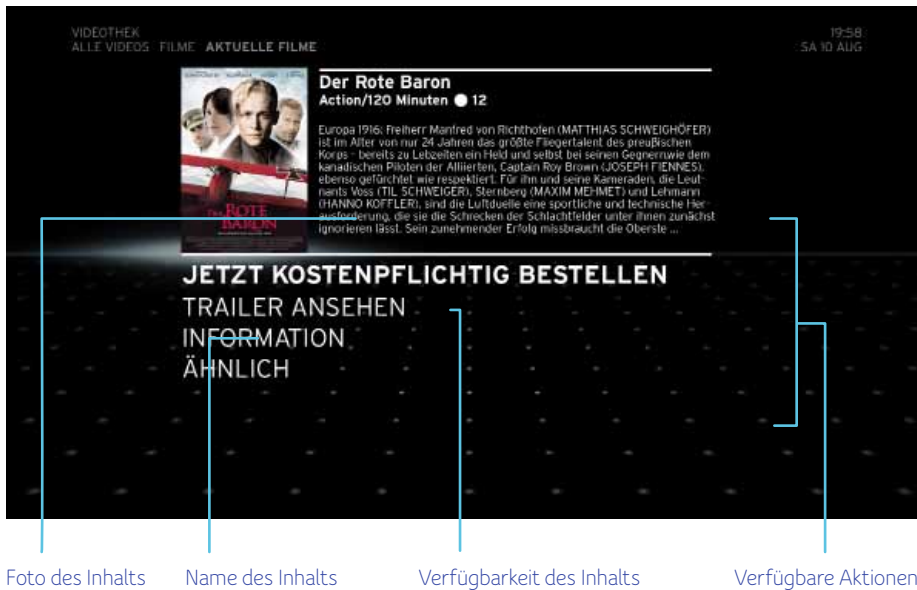 VIDEOTHEK
ALLE VIDEOS FILME AKTUELLE FILME
19:58
SA 10 AUG
Der Rote Baron
Action/120 Minuten 12
Europa 1916: Freiherr Manfred von Richthofen (MATTHIAS SCHWEIGHÖFER)
ist im Alter von nur 24 Jahren das größte Fliegertalent des preußischen
Korps - bereits zu Lebzeiten ein Held und selbst bei seinen Gegnernwie dem
kanadischen Piloten der Alliierten, Captain Roy Brown (JOSEPH FIENNES),
ebenso gefürchtet wie respektiert. Für ihn und seine Kameraden, die Leut-
nants Voss (TIL SCHWEIGER), Sternberg (MAXIM MEHMET) und Lehmann
(HANNO KOFFLER), sind die Luftduelle eine sportliche und technische Her-
ausforderung, die sie die Schrecken der Schlachtfelder unter ihnen zunächst
ignorieren lässt. Sein zunehmender Erfolg missbraucht die Oberste ...
Der ROTE
BARON
JETZT KOSTENPFLICHTIG BESTELLEN
TRAILER ANSEHEN
INFORMATION
ÄHNLICH
Foto des Inhalts
Name des Inhalts
Verfügbarkeit des Inhalts
Verfügbare Aktionen